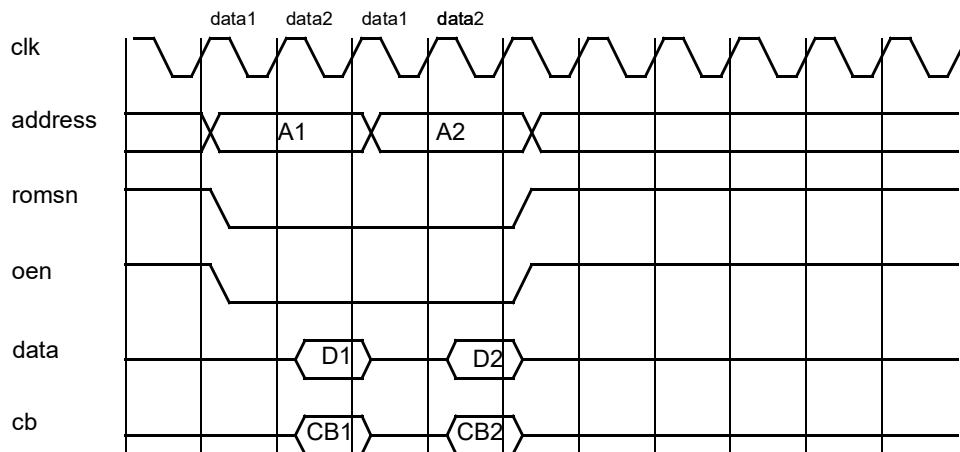 data1 data2 data1 data2
clk
address A1 A2
romsn
oen
data D1 D2
cb CB1 CB2